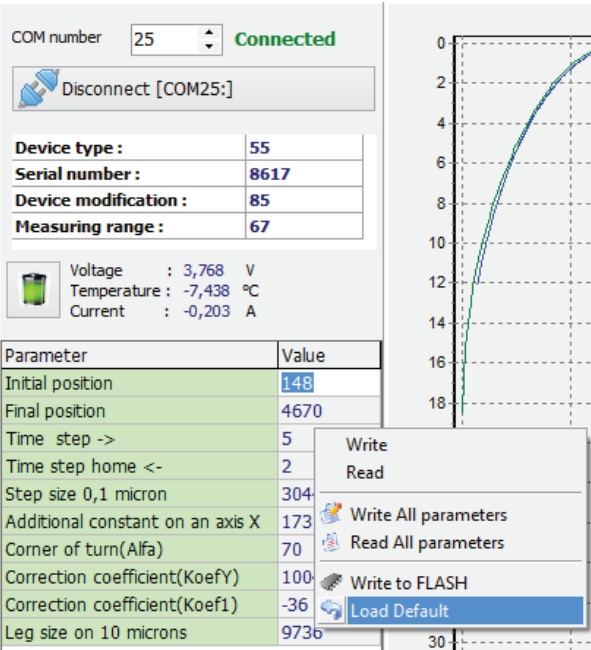 COM number 25 Connected
Disconnect [COM25:]
Device type : 55
Serial number : 8617
Device modification : 85
Measuring range : 67
Voltage : 3,768 V
Temperature : -7,438 ºC
Current : -0,203 A
Parameter Value
Initial position 148
Final position 4670
Time step -> 5
Time step home <- 2
Step size 0,1 micron
Additional constant on an axis X 173
Corner of turn(Alfa) 70
Correction coefficient(KoefY)
Correction coefficient(Koef1) -36
Leg size on 10 microns 9736
Write
Read
Write All parameters
Read All parameters
Write to FLASH
Load Default
0
2
4
6
8
10
12
14
16
18
30